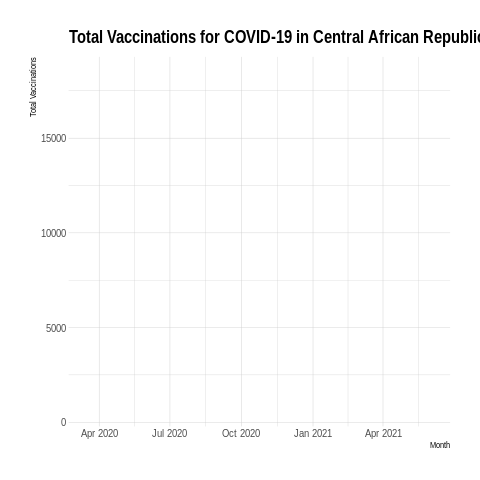 Total Vaccinations for COVID-19 in Central African Republic
Total Vaccinations
15000
10000
5000
0
Apr 2020 Jul 2020 Oct 2020 Jan 2021 Apr 2021
Month